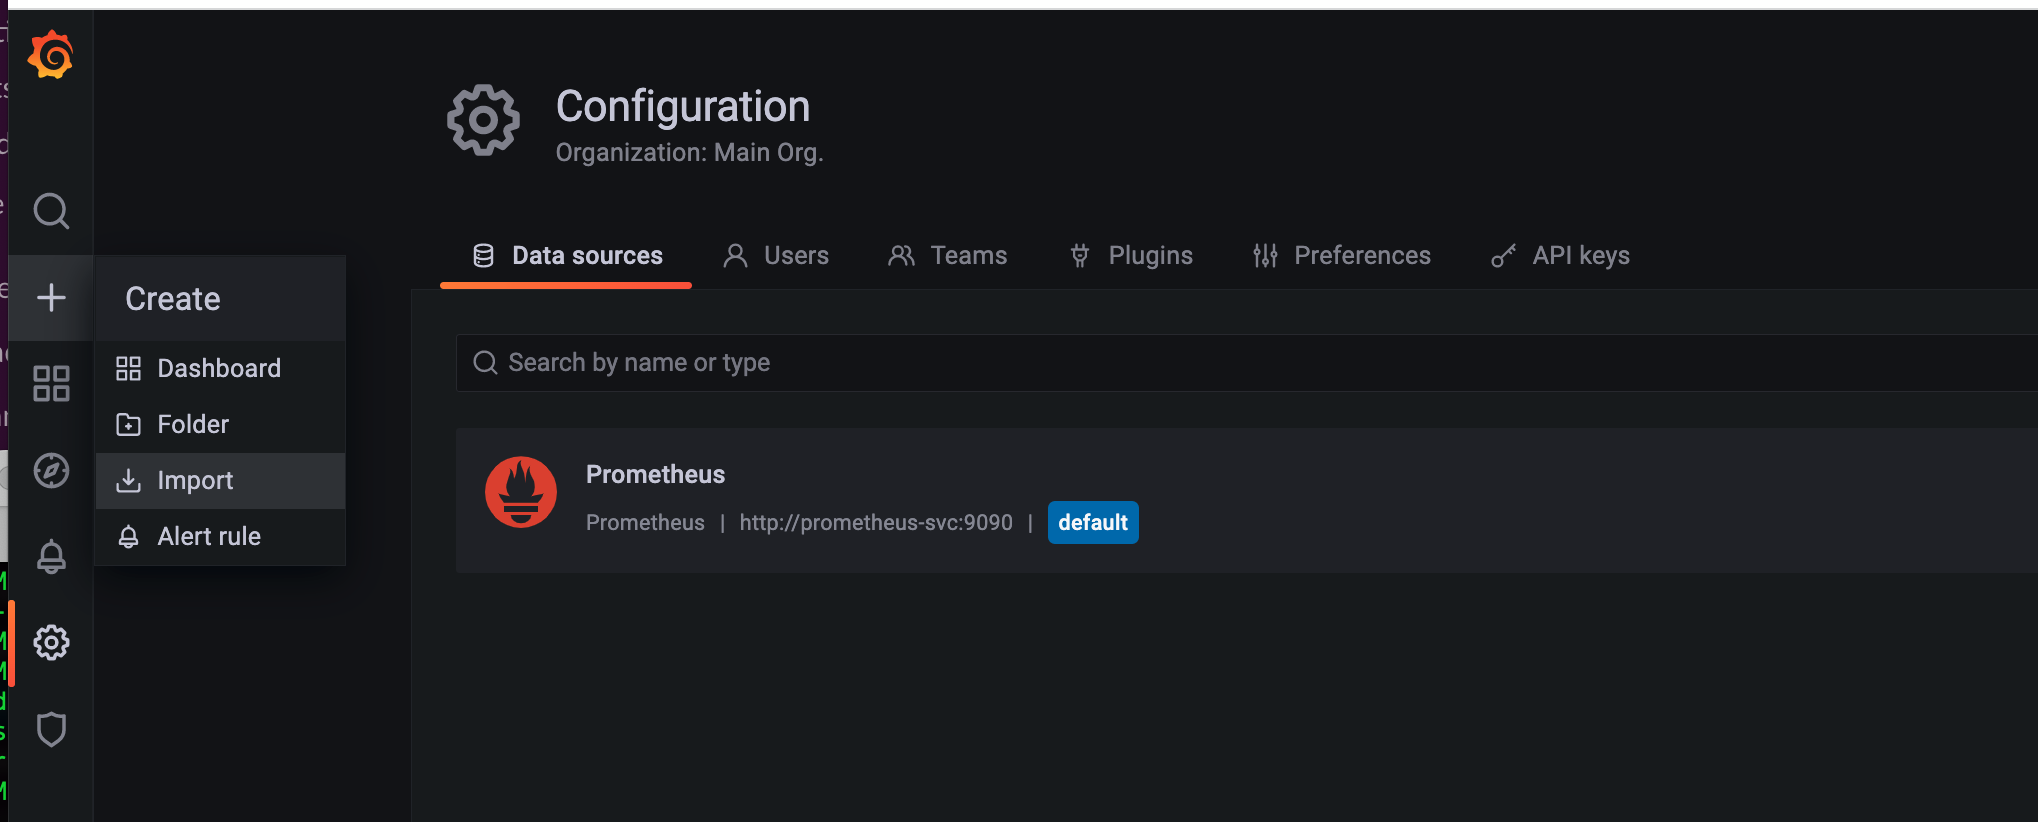 Configuration
Organization: Main Org.
Data sources Users Teams Plugins Preferences API keys
Create
Dashboard
Folder
Import
Alert rule
Search by name or type
Prometheus
Prometheus | http://prometheus-svc:9090 | default